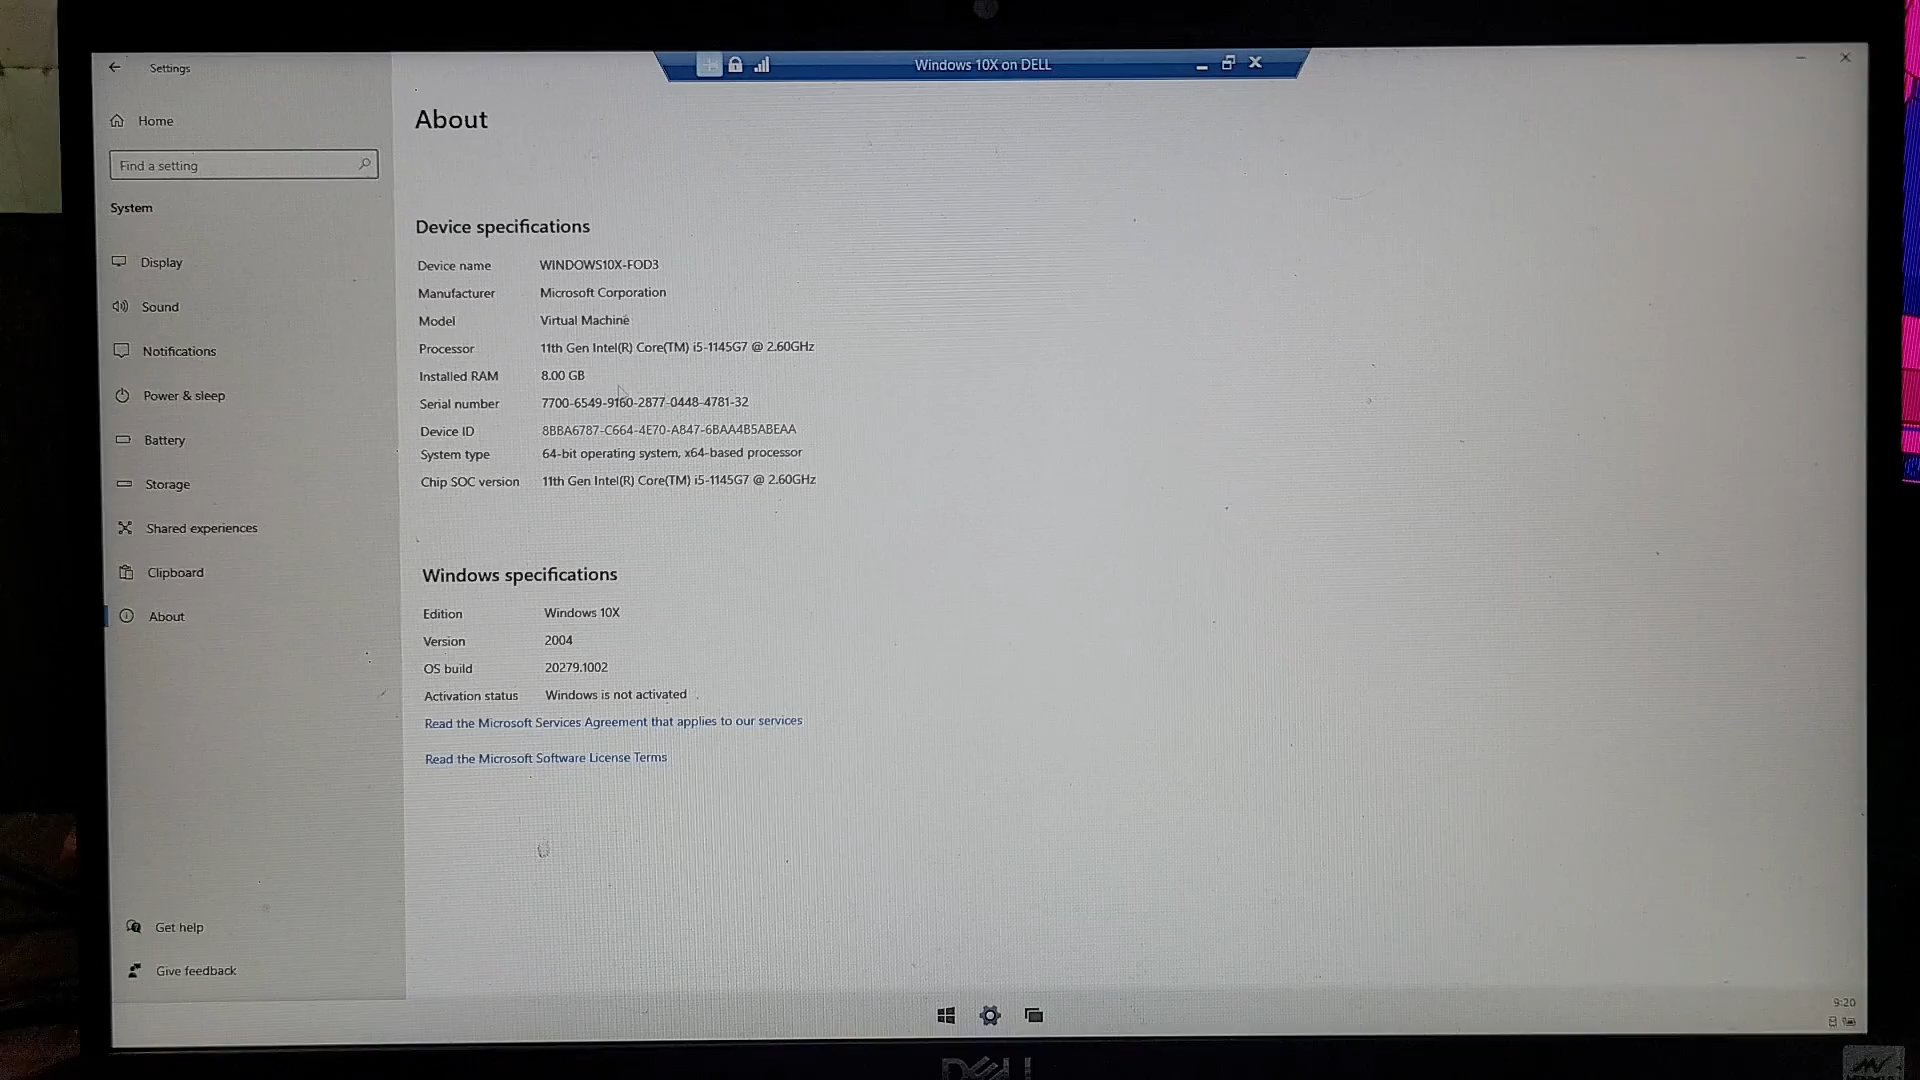 Settings
Windows 10X on DELL
Home
Find a setting
System
Display
Sound
Notifications
Power & sleep
Battery
Storage
Shared experiences
Clipboard
About
Get help
Give feedback
About
Device specifications
Device name WINDOWS10X-FOD3
Manufacturer Microsoft Corporation
Model Virtual Machine
Processor 11th Gen Intel(R) Core(TM) i5-1145G7 @ 2.60GHz
Installed RAM 8.00 GB
Serial number 7700-6549-9160-2877-0448-4781-32
Device ID 8BBA6787-C664-4E70-A847-6BAA4B5ABEAA
System type 64-bit operating system, x64-based processor
Chip SOC version 11th Gen Intel(R) Core(TM) i5-1145G7 @ 2.60GHz
Windows specifications
Edition Windows 10X
Version 2004
OS build 20279.1002
Activation status Windows is not activated
Read the Microsoft Services Agreement that applies to our services
Read the Microsoft Software License Terms
9:20
DELL